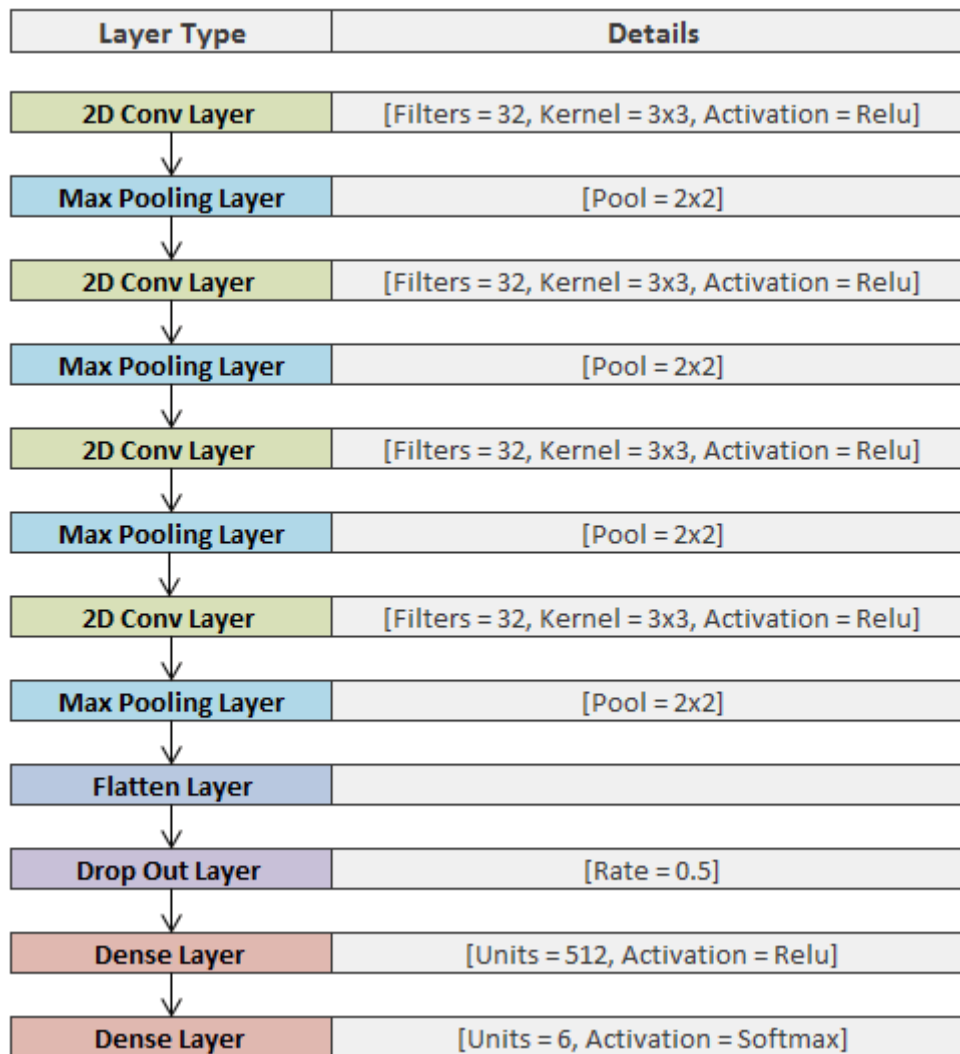 Layer Type Details
2D Conv Layer [Filters = 32, Kernel = 3x3, Activation = Relu]
Max Pooling Layer [Pool = 2x2]
2D Conv Layer [Filters = 32, Kernel = 3x3, Activation = Relu]
Max Pooling Layer [Pool = 2x2]
2D Conv Layer [Filters = 32, Kernel = 3x3, Activation = Relu]
Max Pooling Layer [Pool = 2x2]
2D Conv Layer [Filters = 32, Kernel = 3x3, Activation = Relu]
Max Pooling Layer [Pool = 2x2]
Flatten Layer
Drop Out Layer [Rate = 0.5]
Dense Layer [Units = 512, Activation = Relu]
Dense Layer [Units = 6, Activation = Softmax]